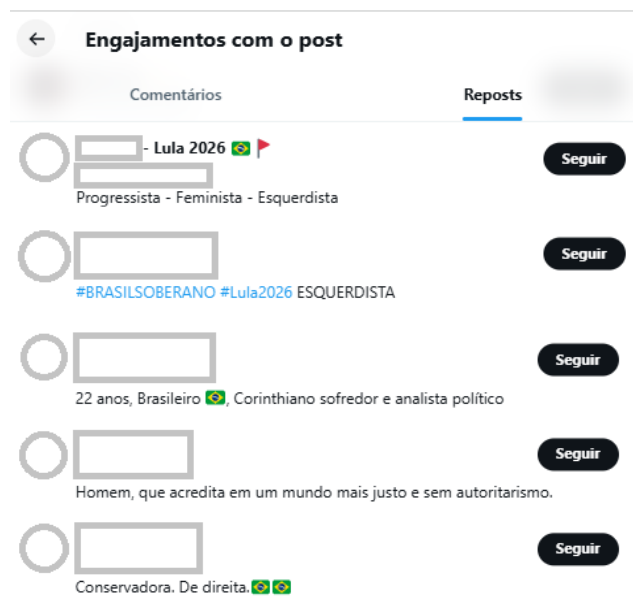 Engajamentos com o post
Comentários
Reposts
- Lula 2026 🇧🇷 🚩
Seguir
Progressista - Feminista - Esquerdista
Seguir
#BRASILSOBERANO #Lula2026 ESQUERDISTA
Seguir
22 anos, Brasileiro 🇧🇷, Corinthiano sofredor e analista político
Seguir
Homem, que acredita em um mundo mais justo e sem autoritarismo.
Seguir
Conservadora. De direita.🇧🇷🇧🇷